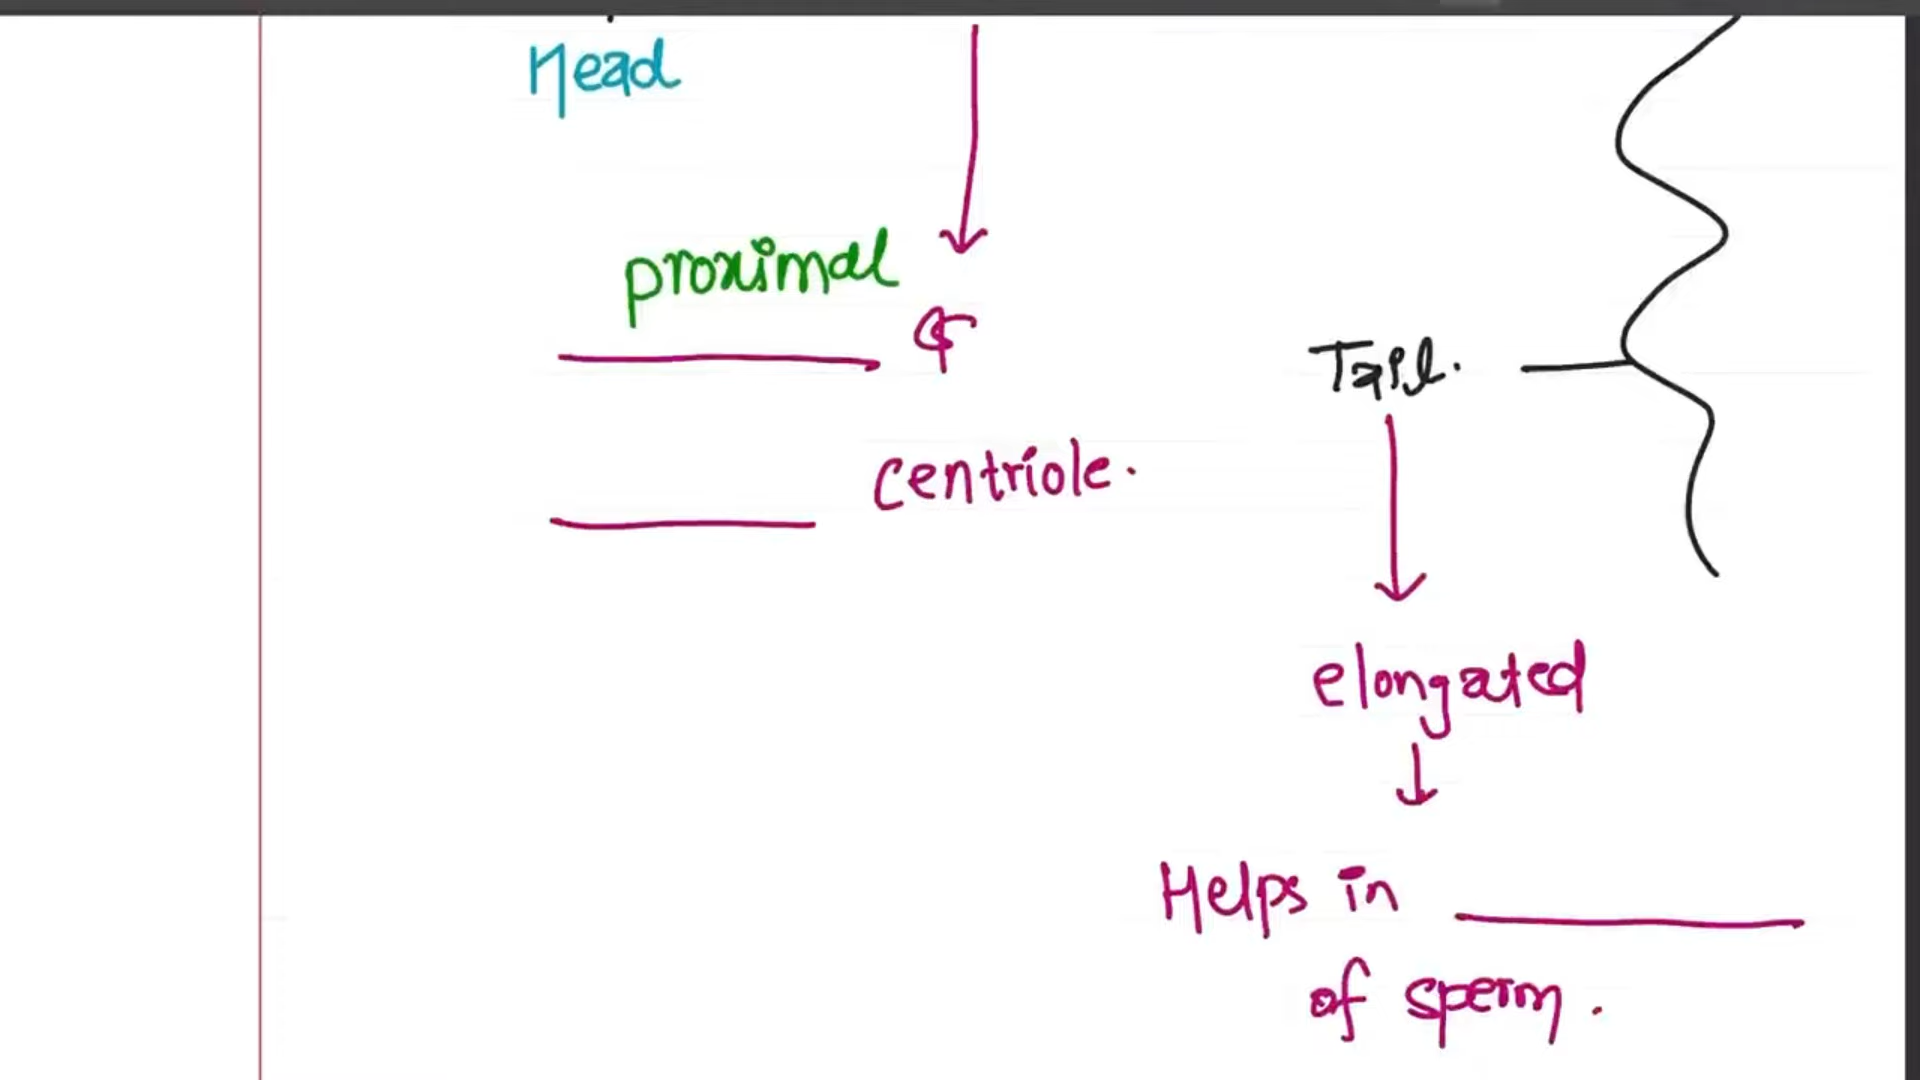 Head
proximal &
centriole.
Tail.
elongated
Helps in
of sperm.